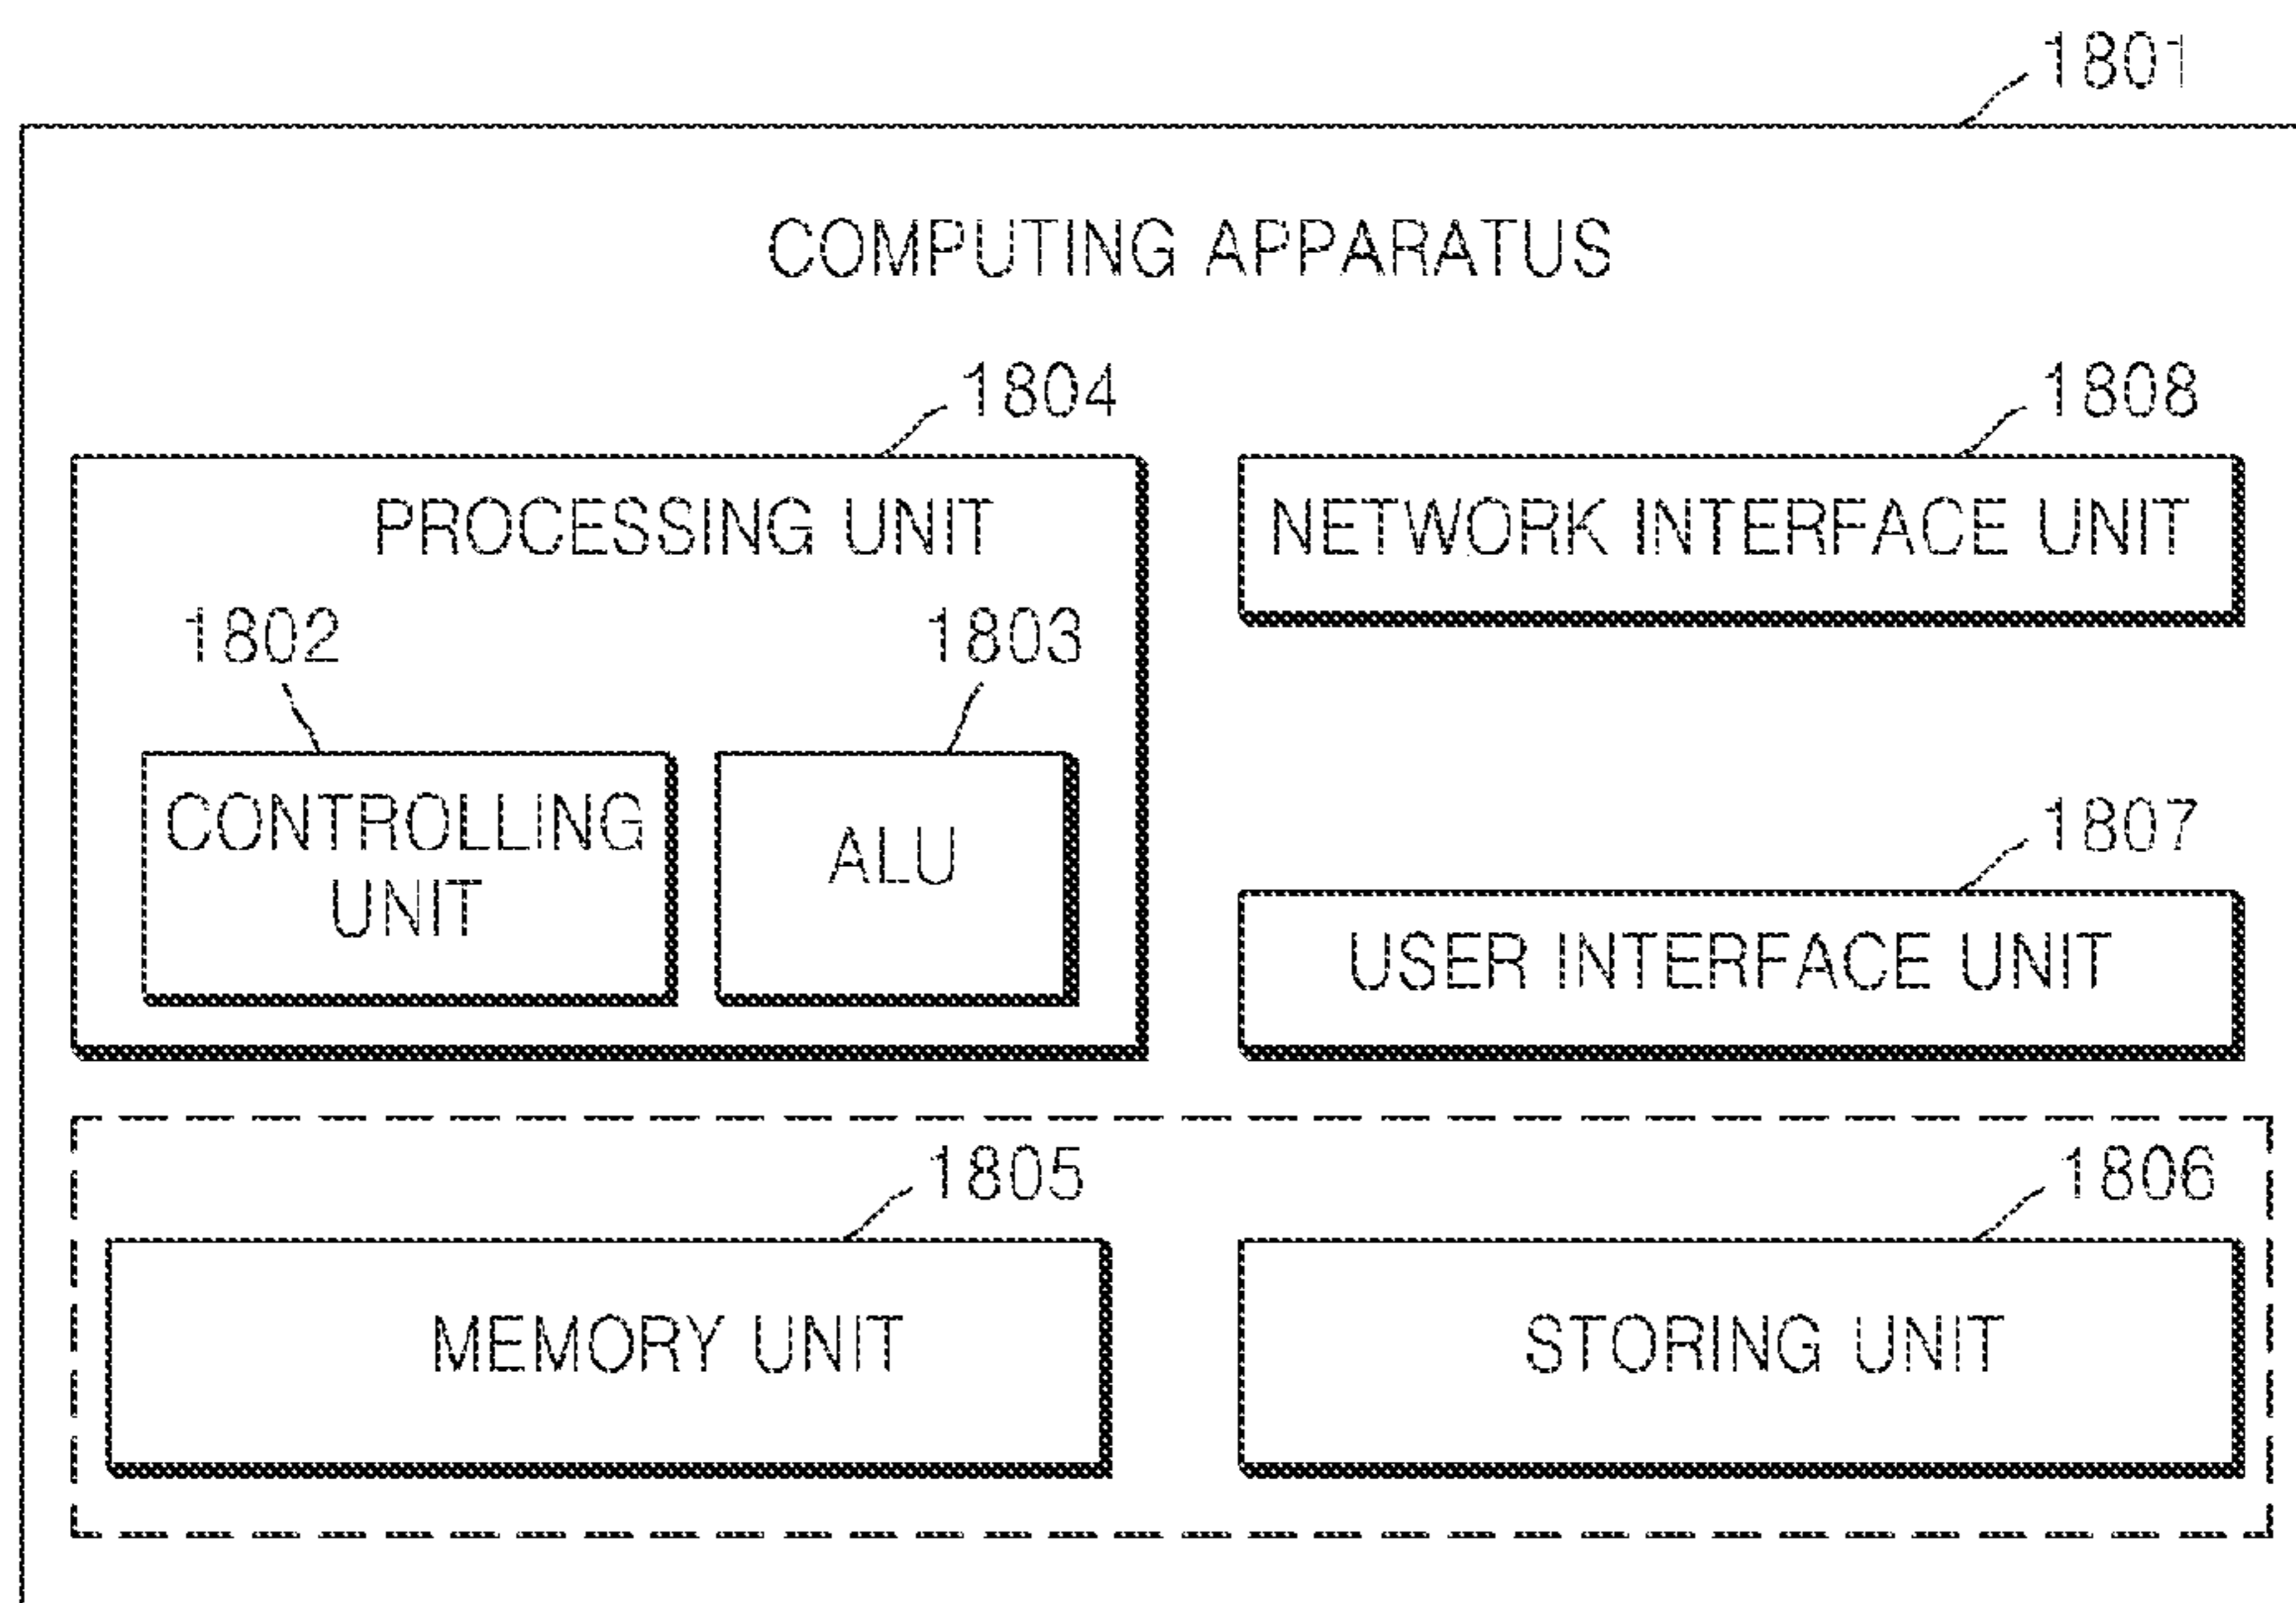 1801
COMPUTING APPARATUS
1804
1808
PROCESSING UNIT
NETWORK INTERFACE UNIT
1802
1803
CONTROLLING
UNIT
ALU
1807
USER INTERFACE UNIT
1805
1806
MEMORY UNIT
STORING UNIT